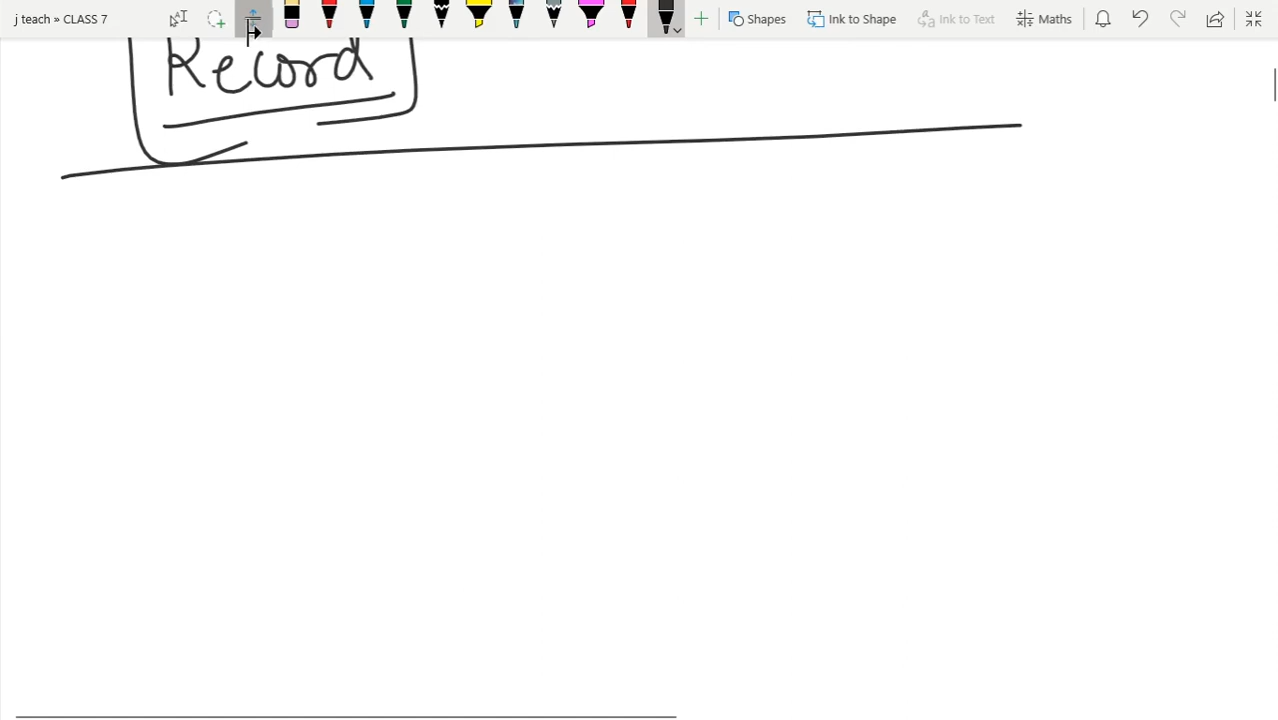 j teach » CLASS 7
Shapes
Ink to Shape
Ink to Text
Maths
Record